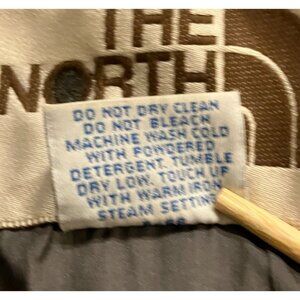 THE
NORTH
DO NOT DRY CLEAN
DO NOT BLEACH
MACHINE WASH COLD
WITH POWDERED
DETERGENT. TUMBLE
DRY LOW. TOUCH UP
WITH WARM IRON
STEAM SETTING